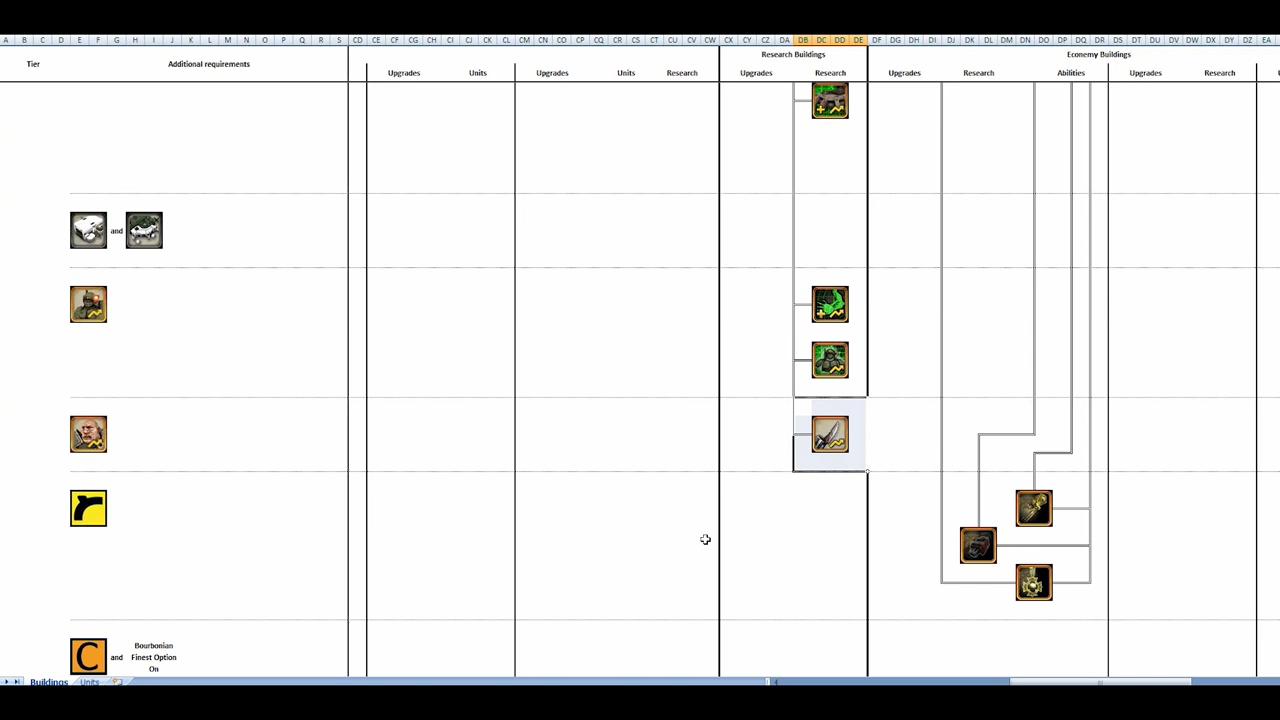 A B C D E F G H I J K L M N O P Q R S CD CE CF CG CH CI CJ CK CL CM CN CO CP CQ CR CS CT CU CV CW CX CY CZ DA DB DC DD DE DF DG DH DI DJ DK DL DM DN DO DP DQ DR DS DT DU DV DW DX DY DZ EA
Research Buildings Economy Buildings
Tier Additional requirements
Upgrades Units Upgrades Units Research Upgrades Research Upgrades Research Abilities Upgrades Research
and
C and Bourbonian
Finest Option
On
Buildings Units